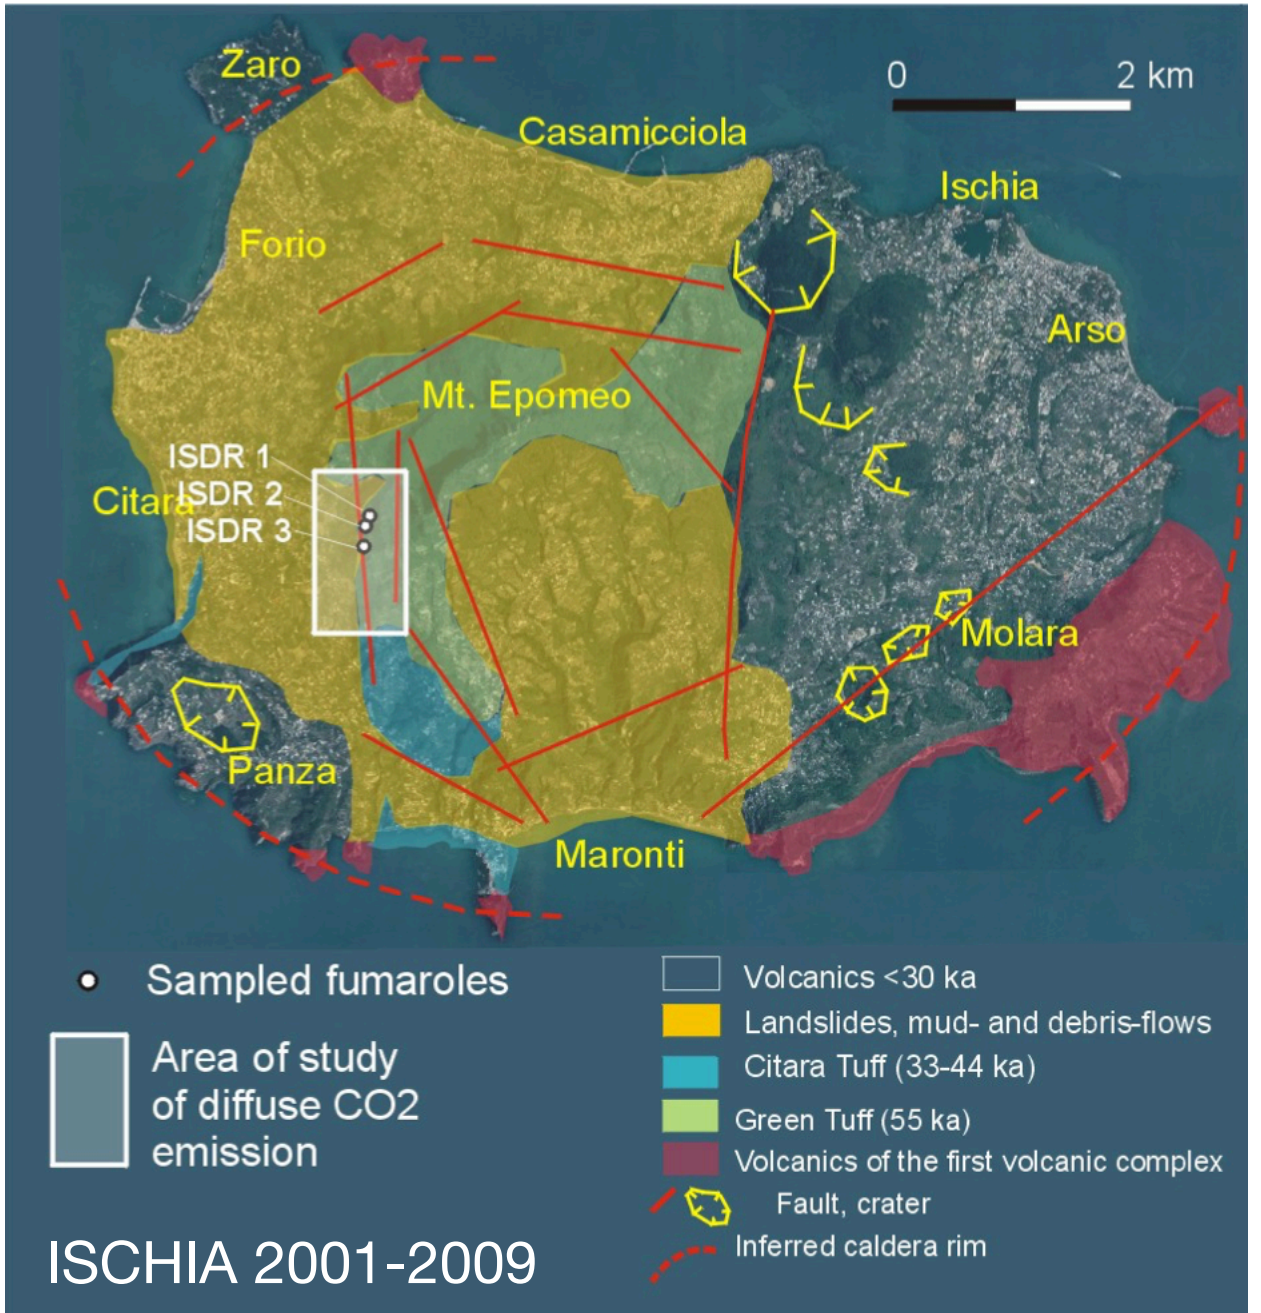 Zaro
0 2 km
Casamicciola
Ischia
Forio
Arso
Mt. Epomeo
ISDR 1
Citara
ISDR 2
ISDR 3
Molara
Panza
Maronti
Sampled fumaroles
Area of study
of diffuse CO2
emission
Volcanics <30 ka
Landslides, mud- and debris-flows
Citara Tuff (33-44 ka)
Green Tuff (55 ka)
Volcanics of the first volcanic complex
Fault, crater
Inferred caldera rim
ISCHIA 2001-2009